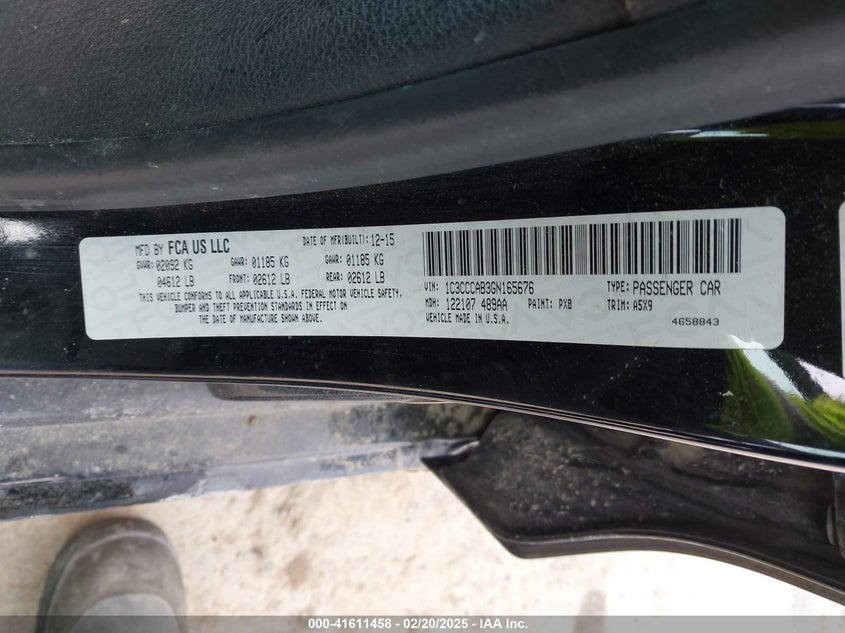 MFD BY FCA US LLC DATE OF MFR(BUILT): 12-15
GVWR: 02092 KG GAWR: 01185 KG GAWR: 01185 KG
04612 LB FRONT: 02612 LB REAR: 02612 LB
THIS VEHICLE CONFORMS TO ALL APPLICABLE U.S.A. FEDERAL MOTOR VEHICLE SAFETY,
BUMPER AND THEFT PREVENTION STANDARDS IN EFFECT ON
THE DATE OF MANUFACTURE SHOWN ABOVE.
VIN: 1C3CCCAB3GN165676 TYPE: PASSENGER CAR
MDH: 122107 489AA PAINT: PX8 TRIM: A5X9
VEHICLE MADE IN U.S.A. 4658843
000-41611458 - 02/20/2025 - IAA Inc.